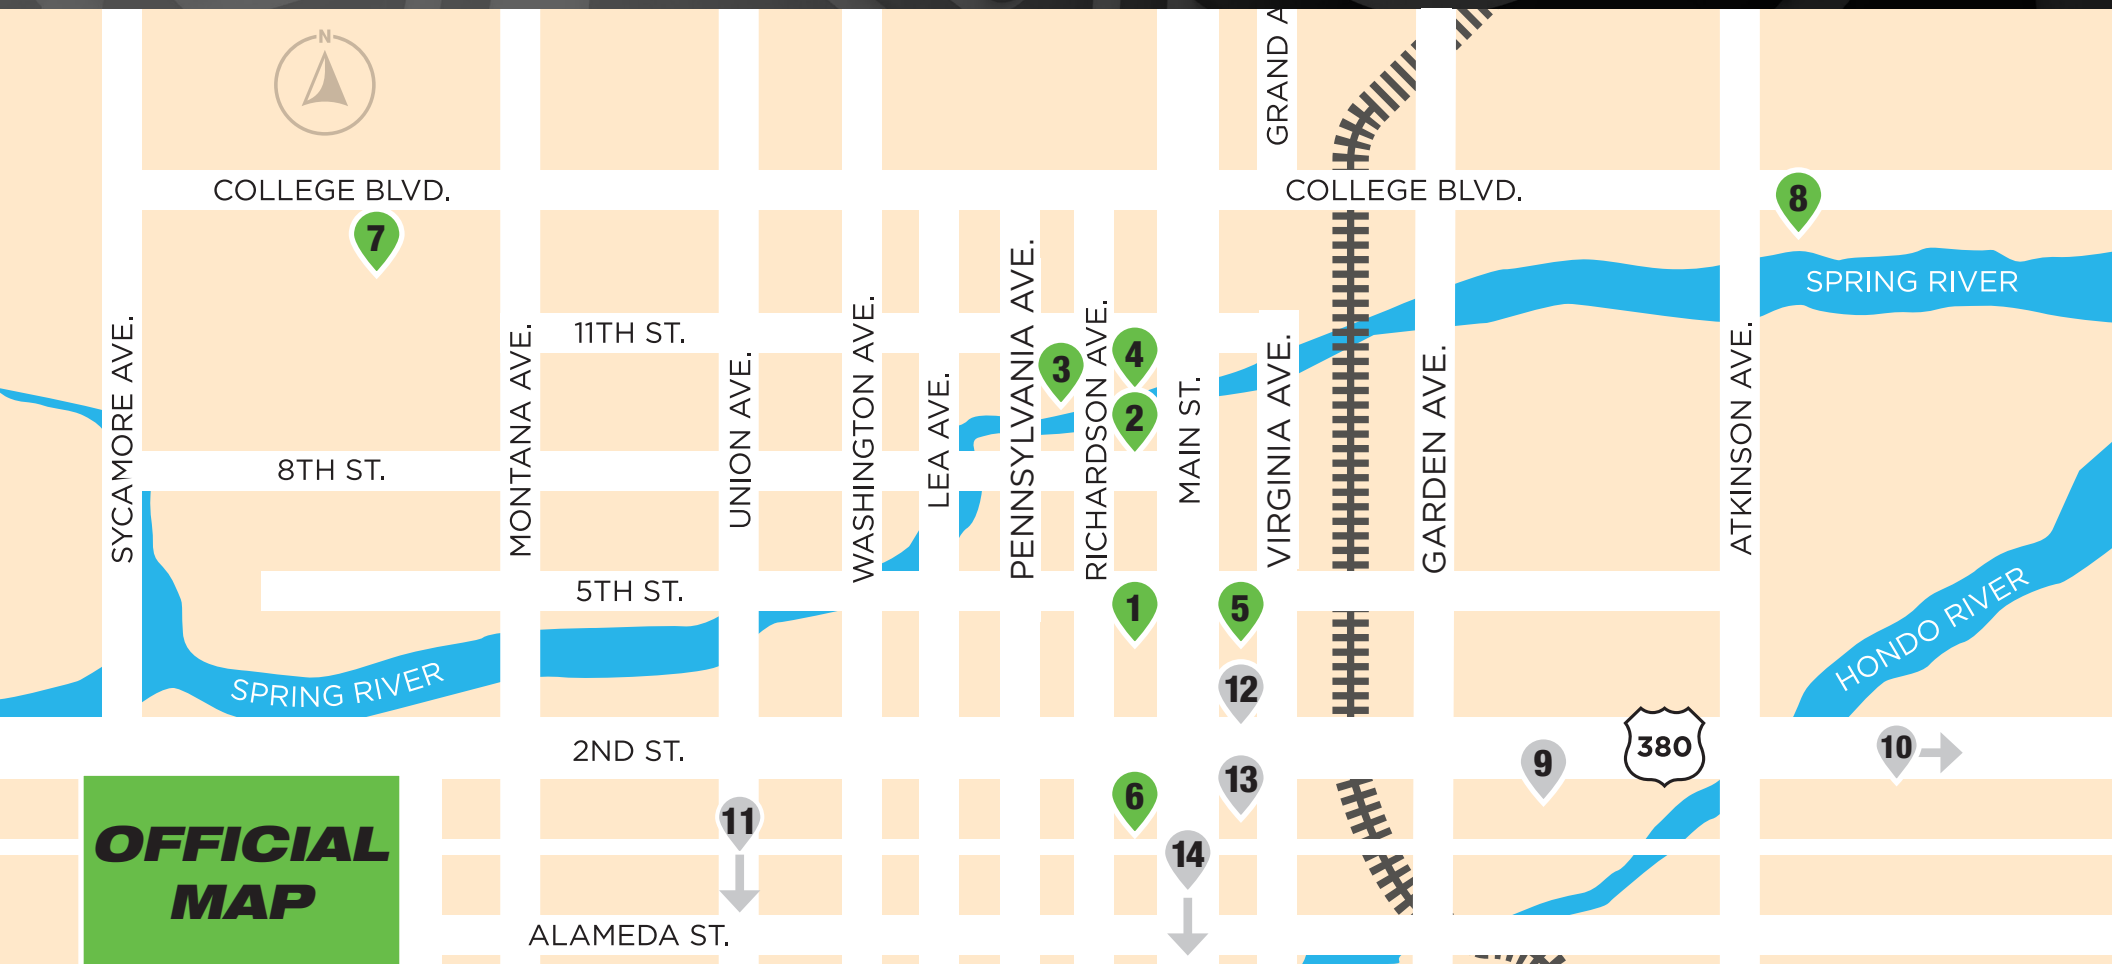 N
GRAND A
COLLEGE BLVD.
COLLEGE BLVD.
8
7
SPRING RIVER
11TH ST.
SYCAMORE AVE.
MONTANA AVE.
UNION AVE.
WASHINGTON AVE.
LEA AVE.
PENNSYLVANIA AVE.
3
RICHARDSON AVE.
4
2
MAIN ST.
VIRGINIA AVE.
GARDEN AVE.
ATKINSON AVE.
8TH ST.
5TH ST.
1
5
HONDO RIVER
SPRING RIVER
12
2ND ST.
380
10
9
13
6
11
14
OFFICIAL
MAP
ALAMEDA ST.